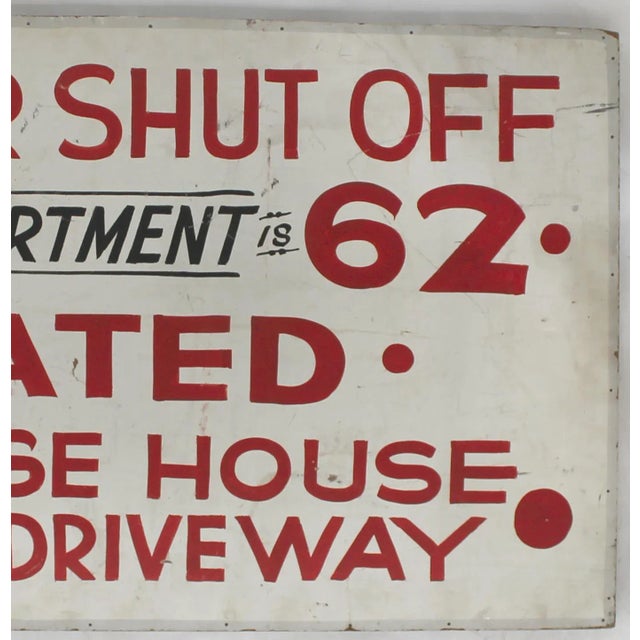 R SHUT OFF
RTMENT is 62.
ATED.
SE HOUSE
DRIVEWAY.